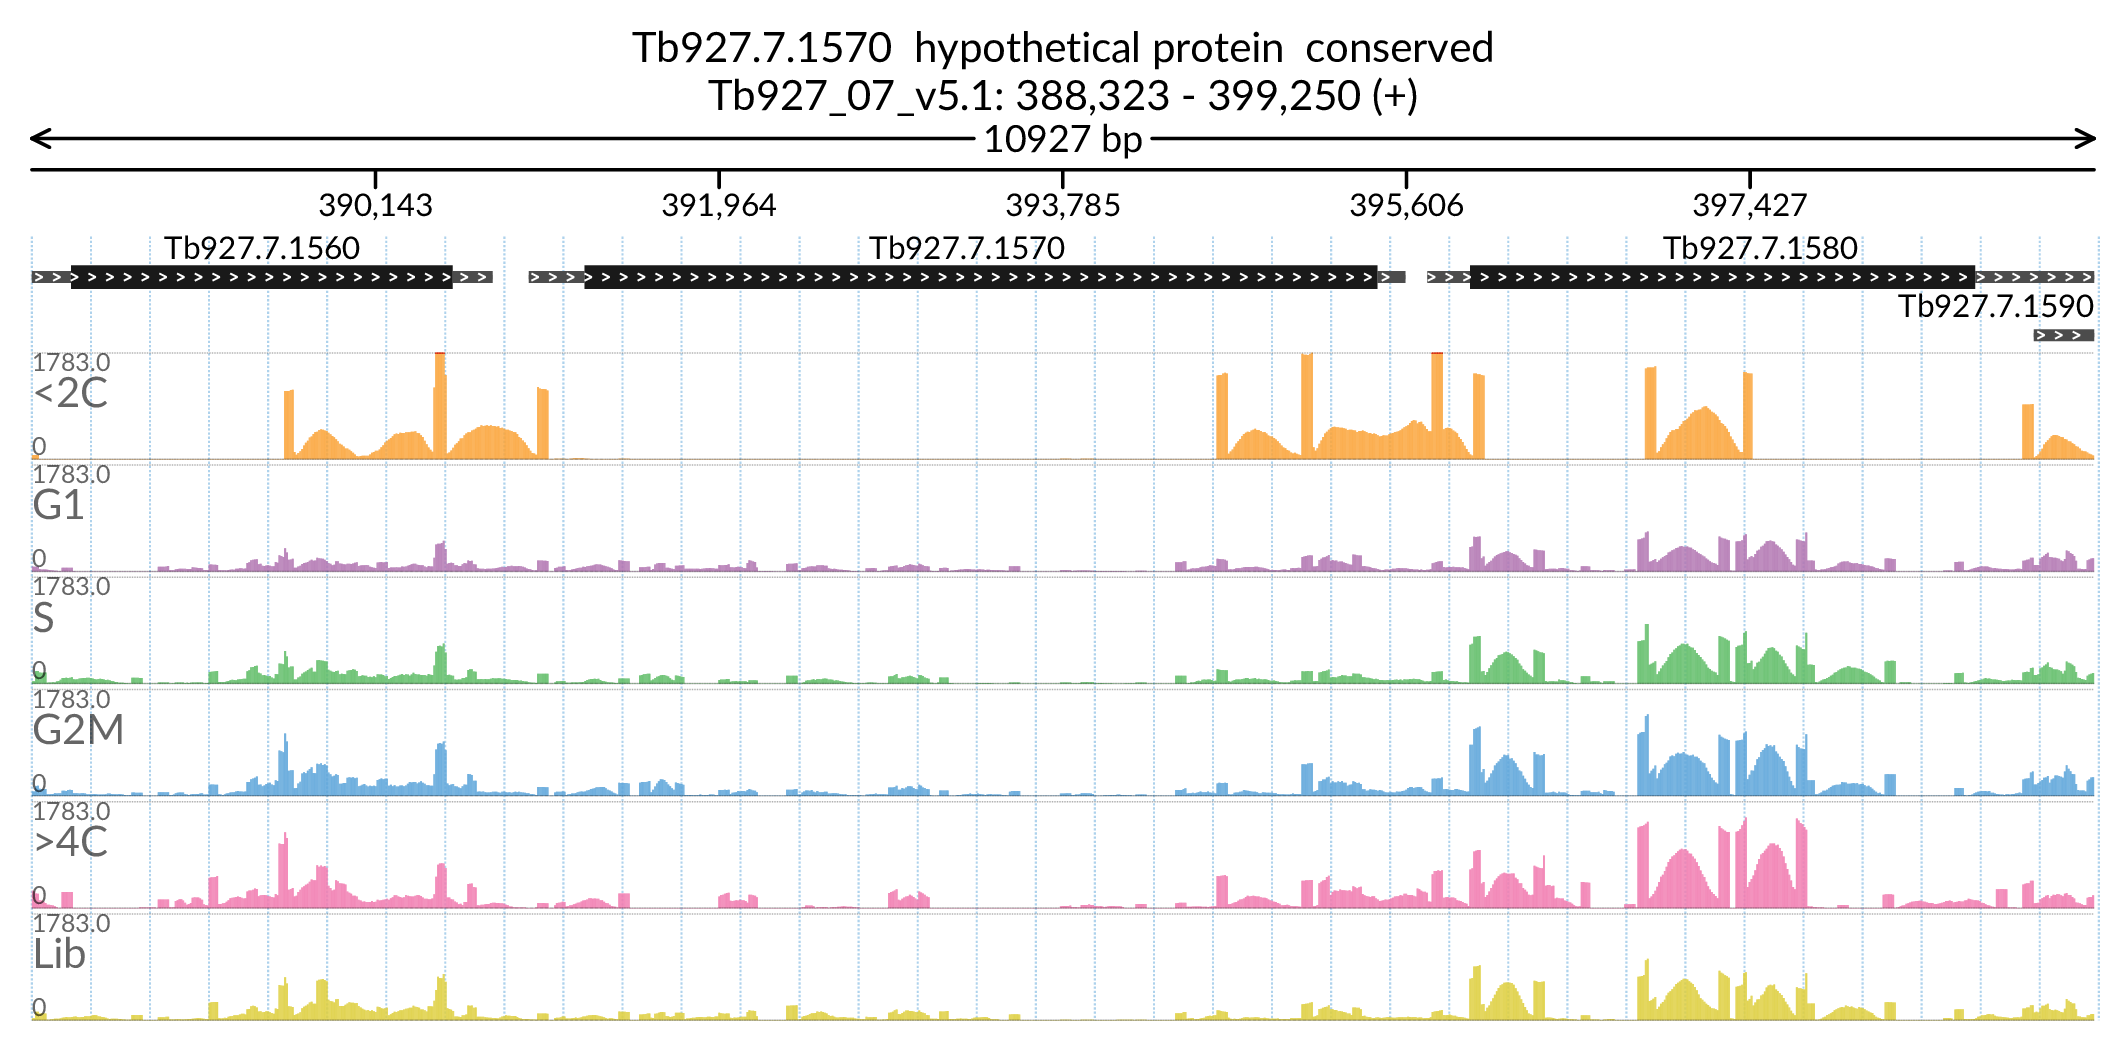 Tb927.7.1570  hypothetical protein  conserved
Tb927_07_v5.1: 388,323 - 399,250 (+)
10927 bp
390,143 391,964 393,785 395,606 397,427
Tb927.7.1560 Tb927.7.1570 Tb927.7.1580
Tb927.7.1590
1783.0
<2C
0
1783.0
G1
0
1783.0
S
0
1783.0
G2M
0
1783.0
>4C
0
1783.0
Lib
0